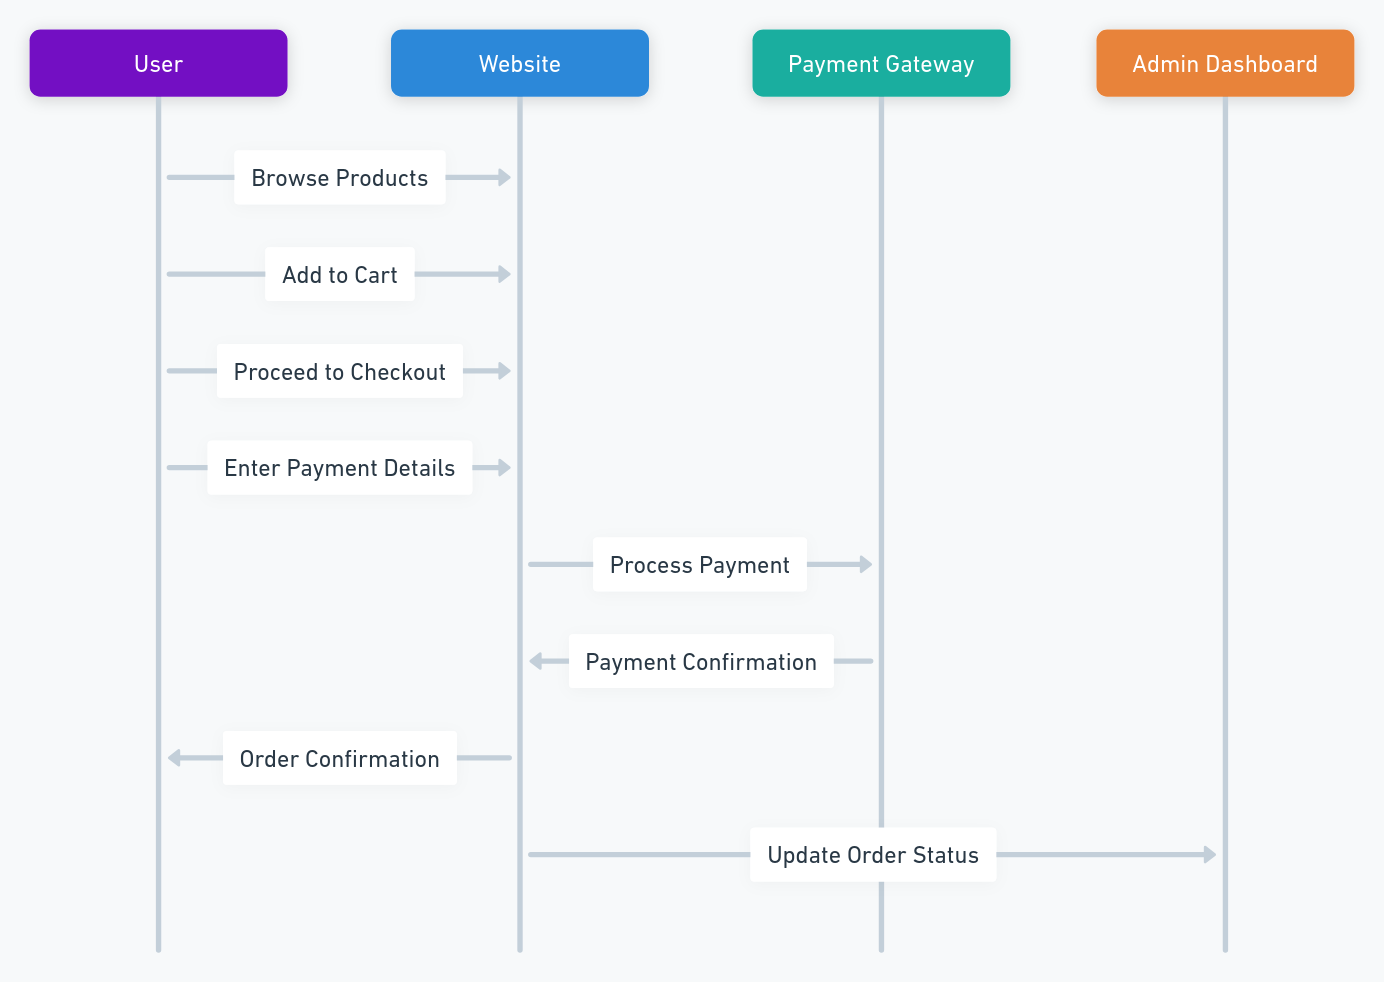 User
Website
Payment Gateway
Admin Dashboard
Browse Products
Add to Cart
Proceed to Checkout
Enter Payment Details
Process Payment
Payment Confirmation
Order Confirmation
Update Order Status